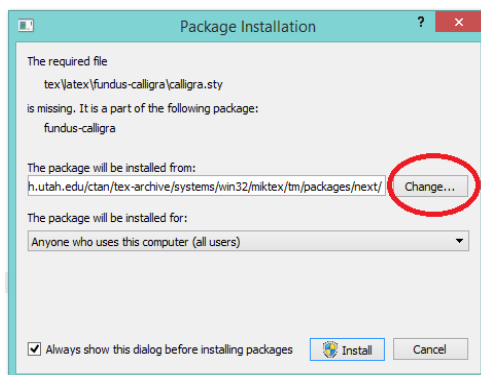 Package Installation
?
The required file
tex\latex\fundus-calligra\calligra.sty
is missing. It is a part of the following package:
fundus-calligra
The package will be installed from:
h.utah.edu/ctan/tex-archive/systems/win32/miktex/tm/packages/next/ Change...
The package will be installed for:
Anyone who uses this computer (all users)
Always show this dialog before installing packages Install Cancel